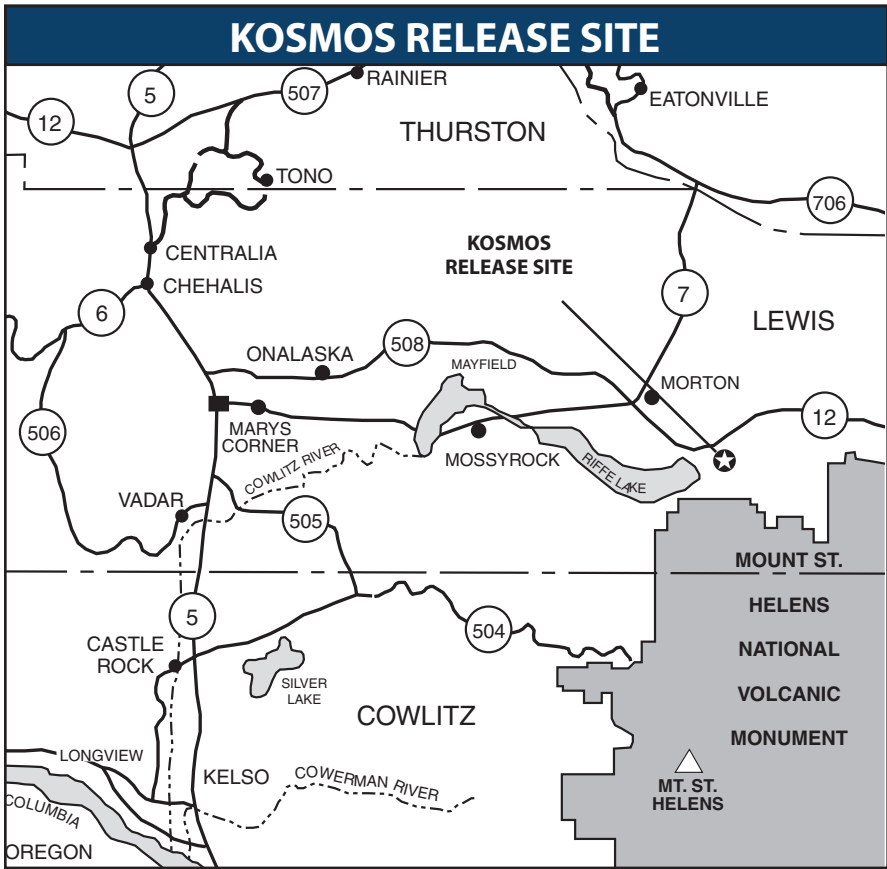 KOSMOS RELEASE SITE
5
507
RAINIER
12
EATONVILLE
THURSTON
TONO
706
CENTRALIA
KOSMOS
RELEASE SITE
CHEHALIS
7
6
LEWIS
508
ONALASKA
MAYFIELD
MORTON
12
506
MARYS
CORNER
MOSSYROCK
COWLITZ RIVER
RIFFE LAKE
VADAR
505
MOUNT ST.
HELENS
NATIONAL
VOLCANIC
MONUMENT
5
504
CASTLE
ROCK
SILVER
LAKE
COWLITZ
LONGVIEW
KELSO
COWERMAN RIVER
MT. ST.
HELENS
COLUMBIA
OREGON